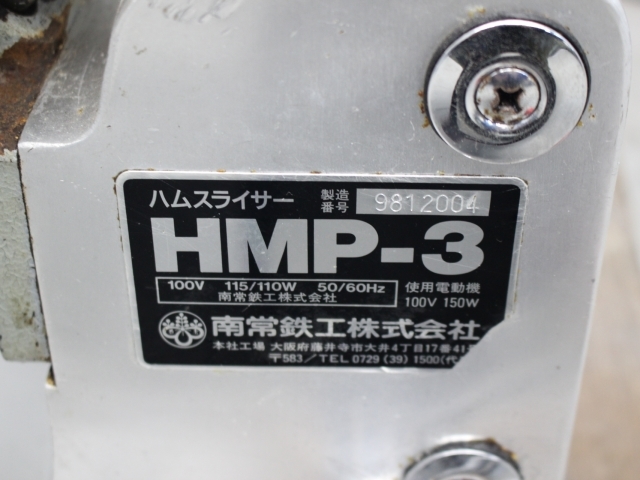 ハムスライサー 製造番号 9812004
HMP-3
100V 115/110W 50/60Hz
南常鉄工株式会社
使用電動機
100V 150W
南常鉄工株式会社
本社工場 大阪府藤井寺市大井4丁目17番41号
〒583/TEL 0729 (39) 1500(代